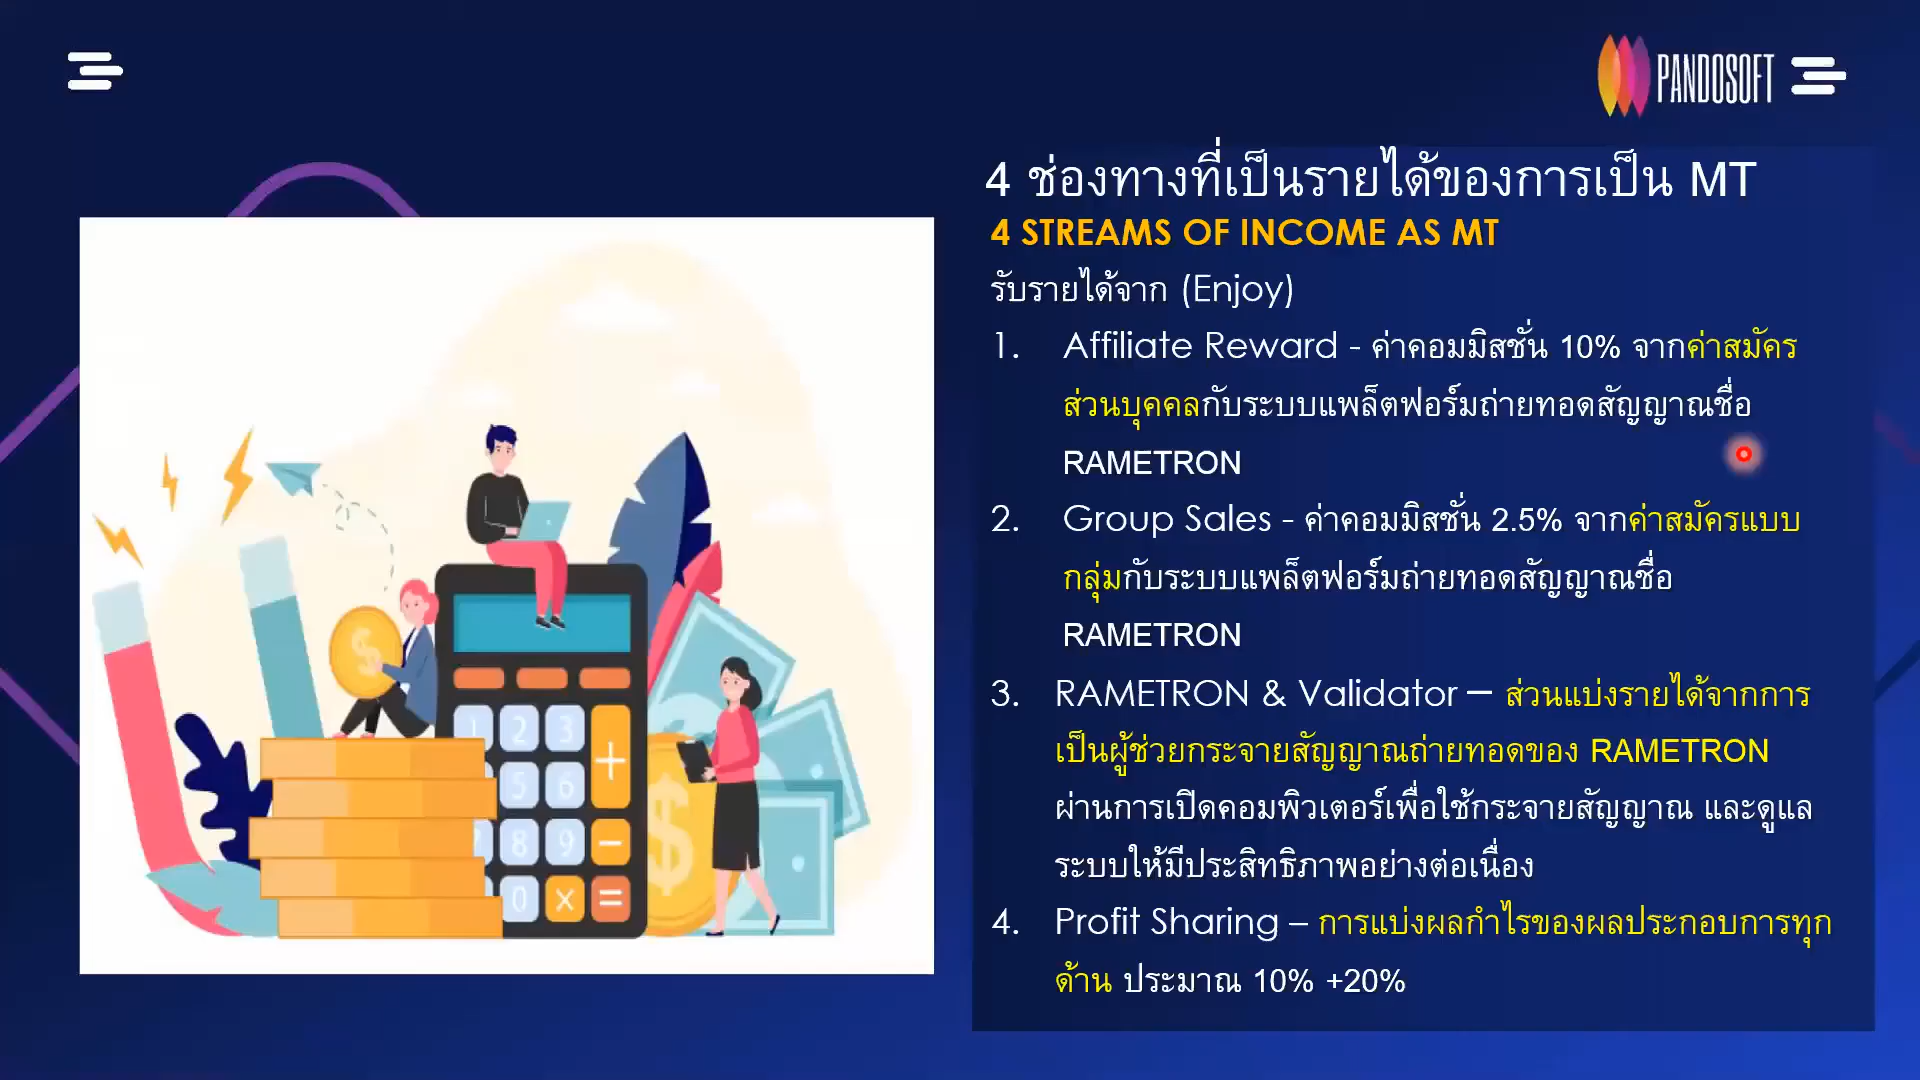 PANDOSOFT
4 ช่องทางที่เป็นรายได้ของการเป็น MT
4 STREAMS OF INCOME AS MT
รับรายได้จาก (Enjoy)
1. Affiliate Reward - ค่าคอมมิสชั่น 10% จากค่าสมัคร
ส่วนบุคคลกับระบบแพล็ตฟอร์มถ่ายทอดสัญญาณชื่อ
RAMETRON
2. Group Sales - ค่าคอมมิสชั่น 2.5% จากค่าสมัครแบบ
กลุ่มกับระบบแพล็ตฟอร์มถ่ายทอดสัญญาณชื่อ
RAMETRON
3. RAMETRON & Validator – ส่วนแบ่งรายได้จากการ
เป็นผู้ช่วยกระจายสัญญาณถ่ายทอดของ RAMETRON
ผ่านการเปิดคอมพิวเตอร์เพื่อใช้กระจายสัญญาณ และดูแล
ระบบให้มีประสิทธิภาพอย่างต่อเนื่อง
4. Profit Sharing – การแบ่งผลกำไรของผลประกอบการทุก
ด้าน ประมาณ 10% +20%
1 2 3 +
5 6
8 9 −
0 x =
$
$